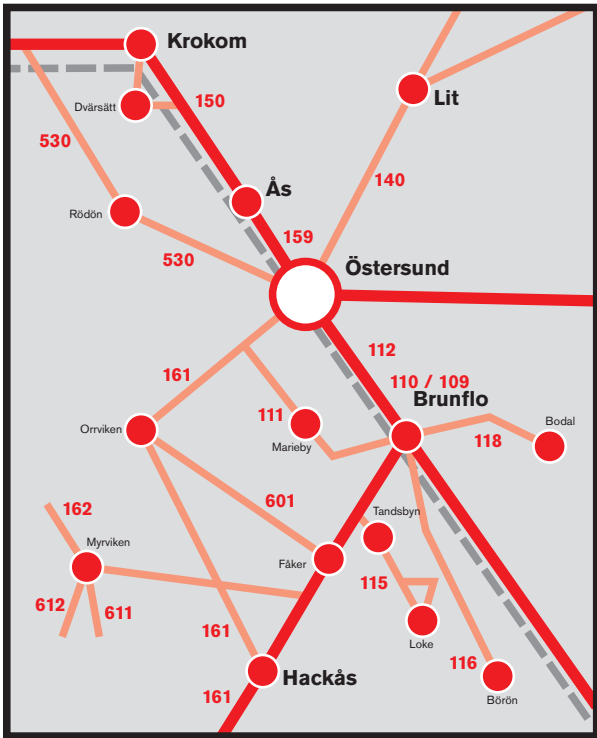 Krokom
Dvärsätt
150
Lit
530
140
Ås
Rödön
159
530
Östersund
112
161
110 / 109
Brunflo
111
Bodal
Orrviken
Marieby
118
601
162
Tandsbyn
Myrviken
Fåker
115
612
611
161
Loke
116
Hackås
161
Börön